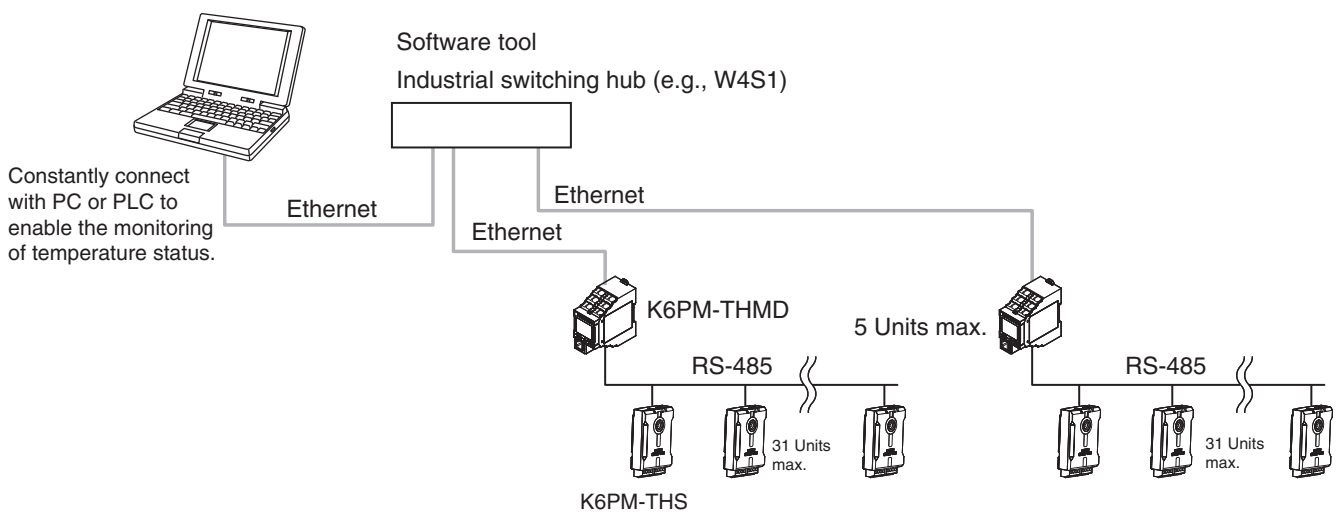 Software tool
Industrial switching hub (e.g., W4S1)
Constantly connect
with PC or PLC to
enable the monitoring
of temperature status.
Ethernet
Ethernet
Ethernet
K6PM-THMD
5 Units max.
RS-485
RS-485
31 Units
max.
31 Units
max.
K6PM-THS